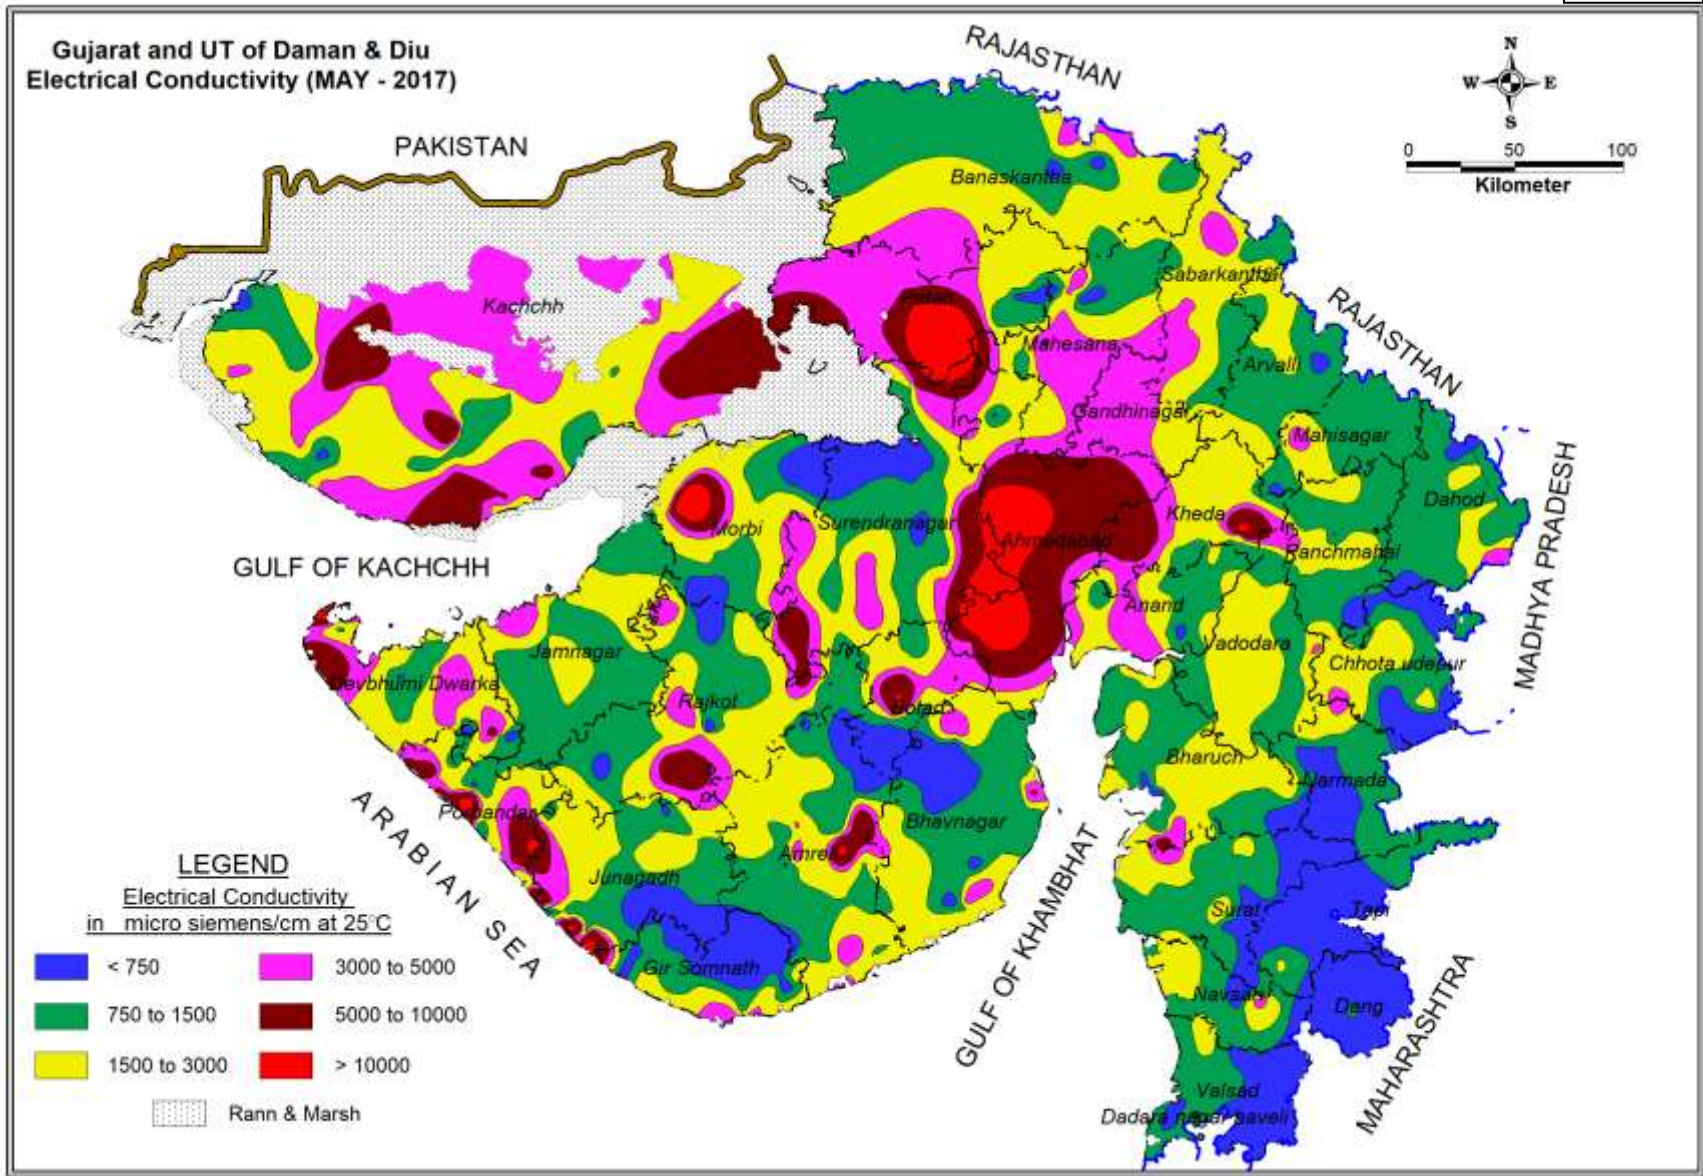 Gujarat and UT of Daman & Diu
Electrical Conductivity (MAY - 2017)
RAJASTHAN
N
W E
S
0 50 100
Kilometer
PAKISTAN
Banaskantha
Sabarkantha
Kachchh
Patan
RAJASTHAN
Mahesana
Arvalli
Gandhinagar
Mahisagar
Dahod
MADHYA PRADESH
Morbi
Surendranagar
Kheda
Ahmadabad
Panchmahal
GULF OF KACHCHH
Anand
Vadodara
Jamnagar
Chhota udepur
Devbhumi Dwarka
Rajkot
Botad
Bharuch
Narmada
Porbandar
Bhavnagar
Amreli
Junagadh
ARABIAN SEA
GULF OF KHAMBHAT
Surat
Tapi
Gir Somnath
Navsari
Dang
MAHARASHTRA
Valsad
Dadara nagar haveli
LEGEND
Electrical Conductivity
in micro siemens/cm at 25°C
< 750
3000 to 5000
750 to 1500
5000 to 10000
1500 to 3000
> 10000
Rann & Marsh